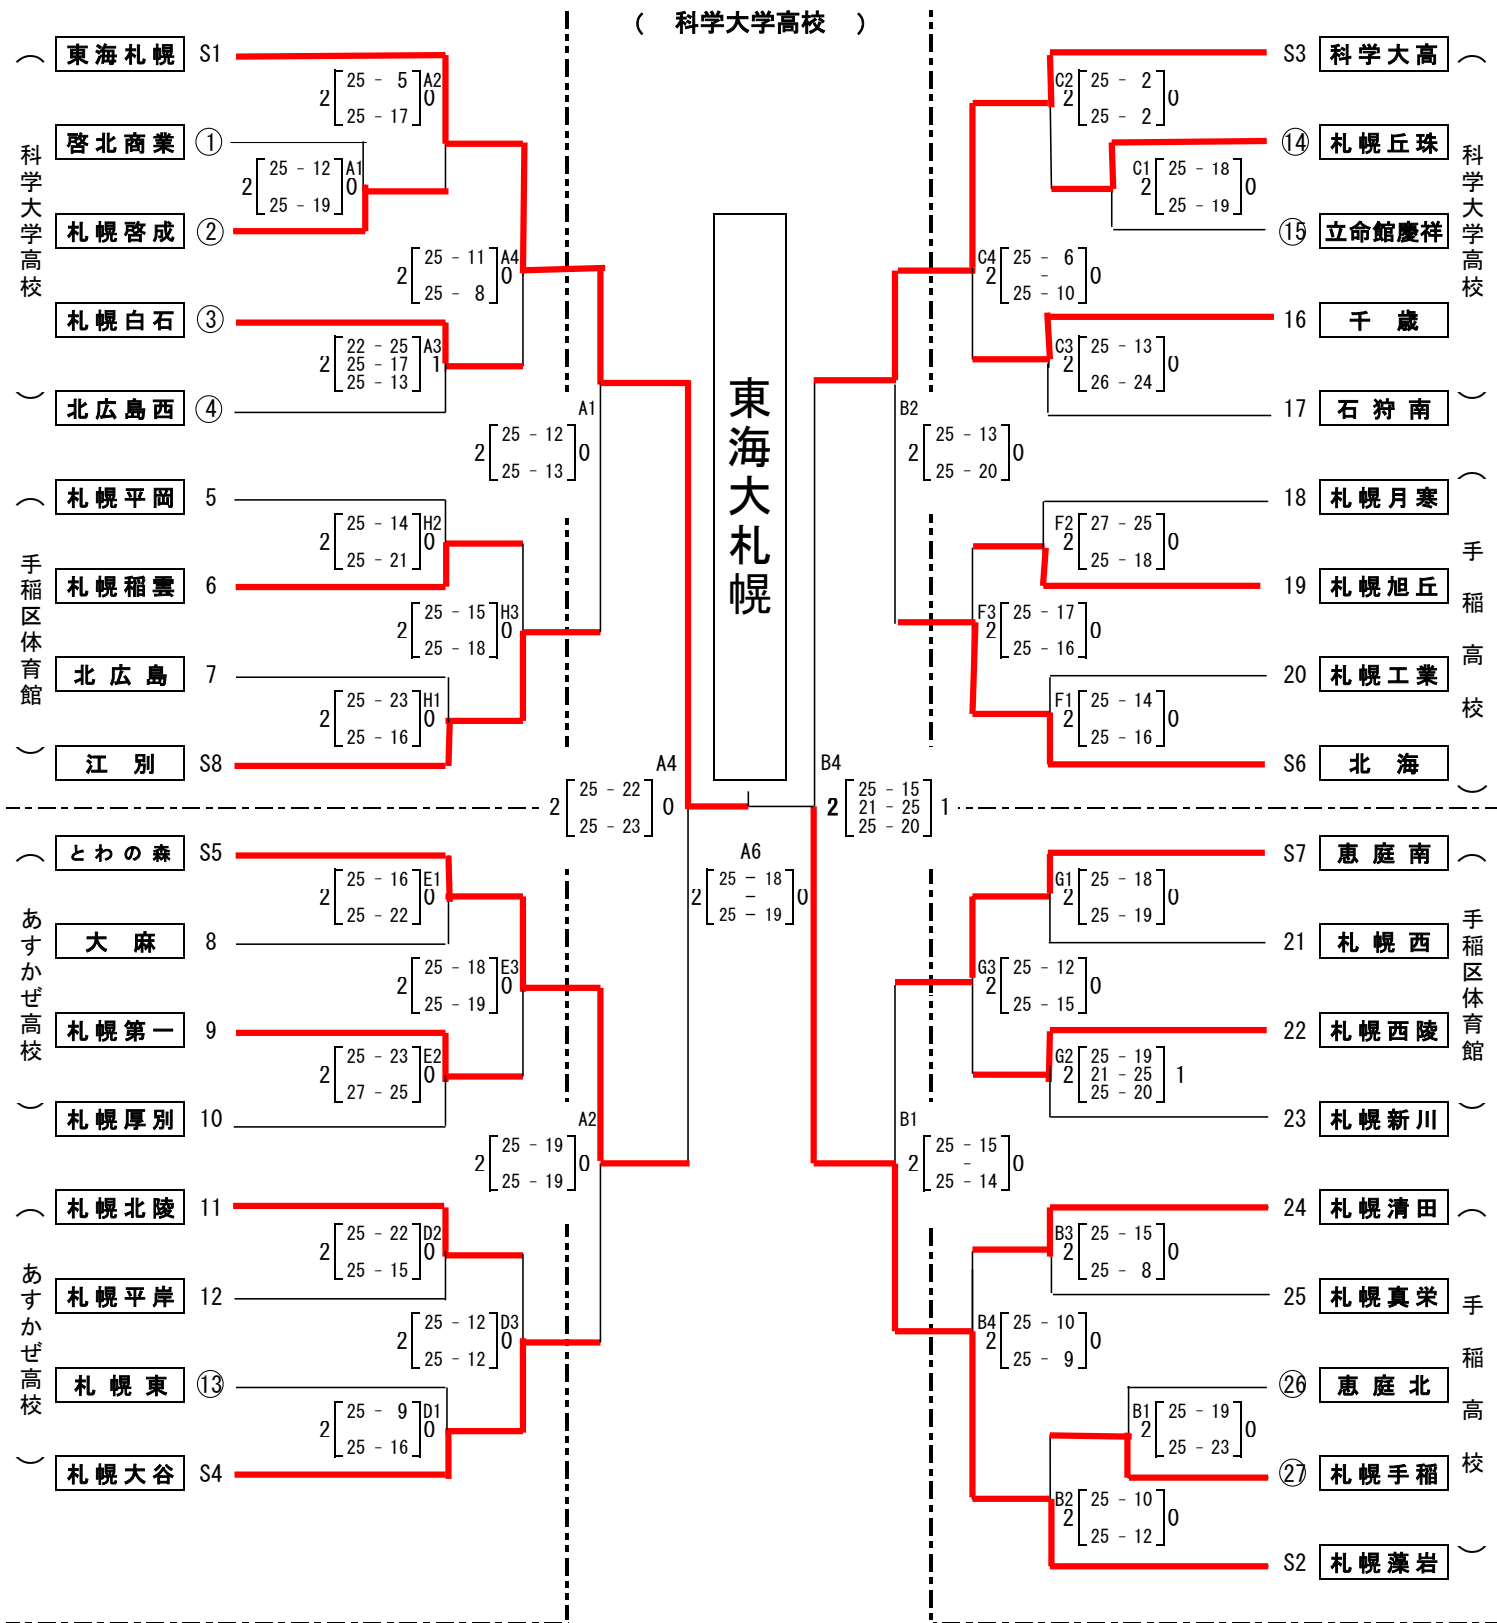 ( 科学大学高校 )
東海札幌 S1
2 [25 - 5 25 - 17] 0 A2
啓北商業 ①
2 [25 - 12 25 - 19] 0 A1
札幌啓成 ②
2 [25 - 11 25 - 8] 0 A4
札幌白石 ③
2 [22 - 25 25 - 17 25 - 13] 1 A3
北広島西 ④
(科学大学高校)
A1
2 [25 - 12 25 - 13] 0
札幌平岡 5
2 [25 - 14 25 - 21] 0 H2
札幌稲雲 6
2 [25 - 15 25 - 18] 0 H3
北広島 7
2 [25 - 23 25 - 16] 0 H1
江別 S8
(手稲区体育館)
A4
2 [25 - 22 25 - 23] 0
とわの森 S5
2 [25 - 16 25 - 22] 0 E1
大麻 8
2 [25 - 18 25 - 19] 0 E3
札幌第一 9
2 [25 - 23 27 - 25] 0 E2
札幌厚別 10
(あすかぜ高校)
A2
2 [25 - 19 25 - 19] 0
札幌北陵 11
2 [25 - 22 25 - 15] 0 D2
札幌平岸 12
2 [25 - 12 25 - 12] 0 D3
札幌東 ⑬
2 [25 - 9 25 - 16] 0 D1
札幌大谷 S4
(あすかぜ高校)
東海大札幌
A6
2 [25 - 18 - 25 - 19] 0
S3 科学大高
C2 2 [25 - 2 25 - 2] 0
⑭ 札幌丘珠
C1 2 [25 - 18 25 - 19] 0
⑮ 立命館慶祥
C4 2 [25 - 6 - 25 - 10] 0
16 千歳
C3 2 [25 - 13 26 - 24] 0
17 石狩南
(科学大学高校)
B2
2 [25 - 13 25 - 20] 0
18 札幌月寒
F2 2 [27 - 25 25 - 18] 0
19 札幌旭丘
F3 2 [25 - 17 25 - 16] 0
20 札幌工業
F1 2 [25 - 14 25 - 16] 0
S6 北海
(手稲高校)
B4
2 [25 - 15 21 - 25 25 - 20] 1
S7 恵庭南
G1 2 [25 - 18 25 - 19] 0
21 札幌西
G3 2 [25 - 12 25 - 15] 0
22 札幌西陵
G2 2 [25 - 19 21 - 25 25 - 20] 1
23 札幌新川
(手稲区体育館)
B1
2 [25 - 15 - 25 - 14] 0
24 札幌清田
B3 2 [25 - 15 25 - 8] 0
25 札幌真栄
B4 2 [25 - 10 25 - 9] 0
㉖ 恵庭北
B1 2 [25 - 19 25 - 23] 0
㉗ 札幌手稲
B2 2 [25 - 10 25 - 12] 0
S2 札幌藻岩
(手稲高校)